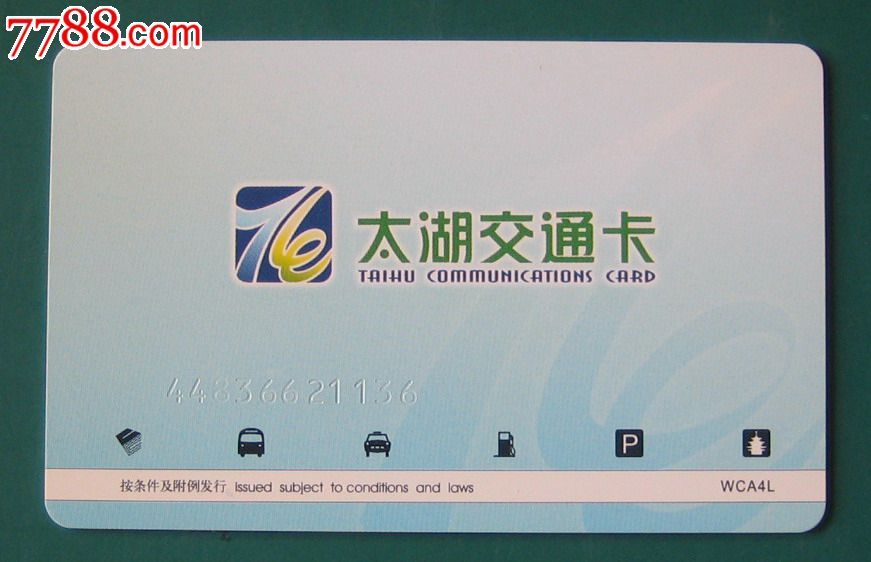 7788.com
太湖交通卡
TAIHU COMMUNICATIONS CARD
44836621136
P
按条件及附例发行 Issued subject to conditions and laws WCA4L